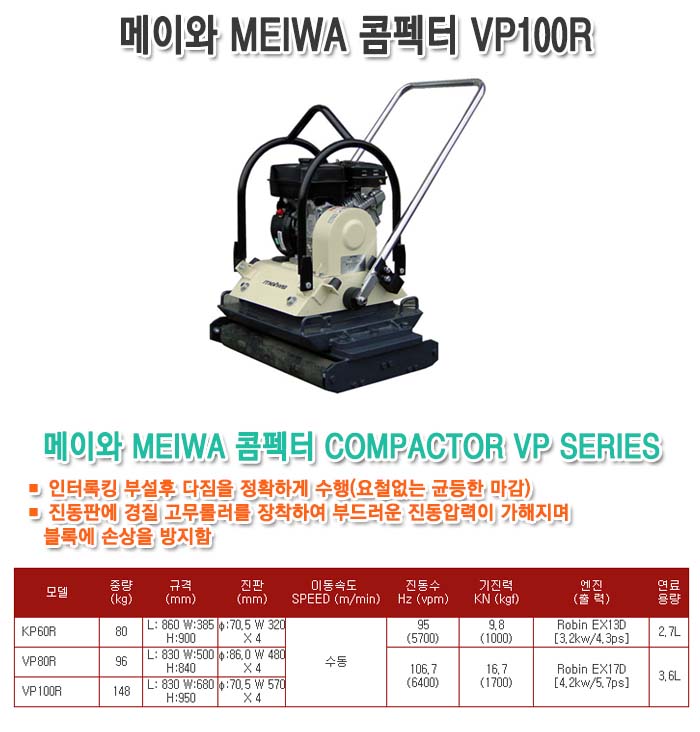 메이와 MEIWA 콤펙터 VP100R
meiwa
메이와 MEIWA 콤펙터 COMPACTOR VP SERIES
■ 인터록킹 부설후 다짐을 정확하게 수행(요철없는 균등한 마감)
■ 진동판에 경질 고무롤러를 장착하여 부드러운 진동압력이 가해지며
블록에 손상을 방지함
모델 중량 (kg) 규격 (mm) 진판 (mm) 이동속도 SPEED (m/min) 진동수 Hz (vpm) 기진력 KN (kgf) 엔진 (출 력) 연료 용량
KP60R 80 L: 860 W:385 H:900 φ:70,5 W 320 X 4 수동 95 (5700) 9,8 (1000) Robin EX13D [3,2kw/4,3ps] 2,7L
VP80R 96 L: 830 W:500 H:840 φ:86,0 W 480 X 4 106,7 (6400) 16,7 (1700) Robin EX17D [4,2kw/5,7ps] 3,6L
VP100R 148 L: 830 W:680 H:950 φ:70,5 W 570 X 4